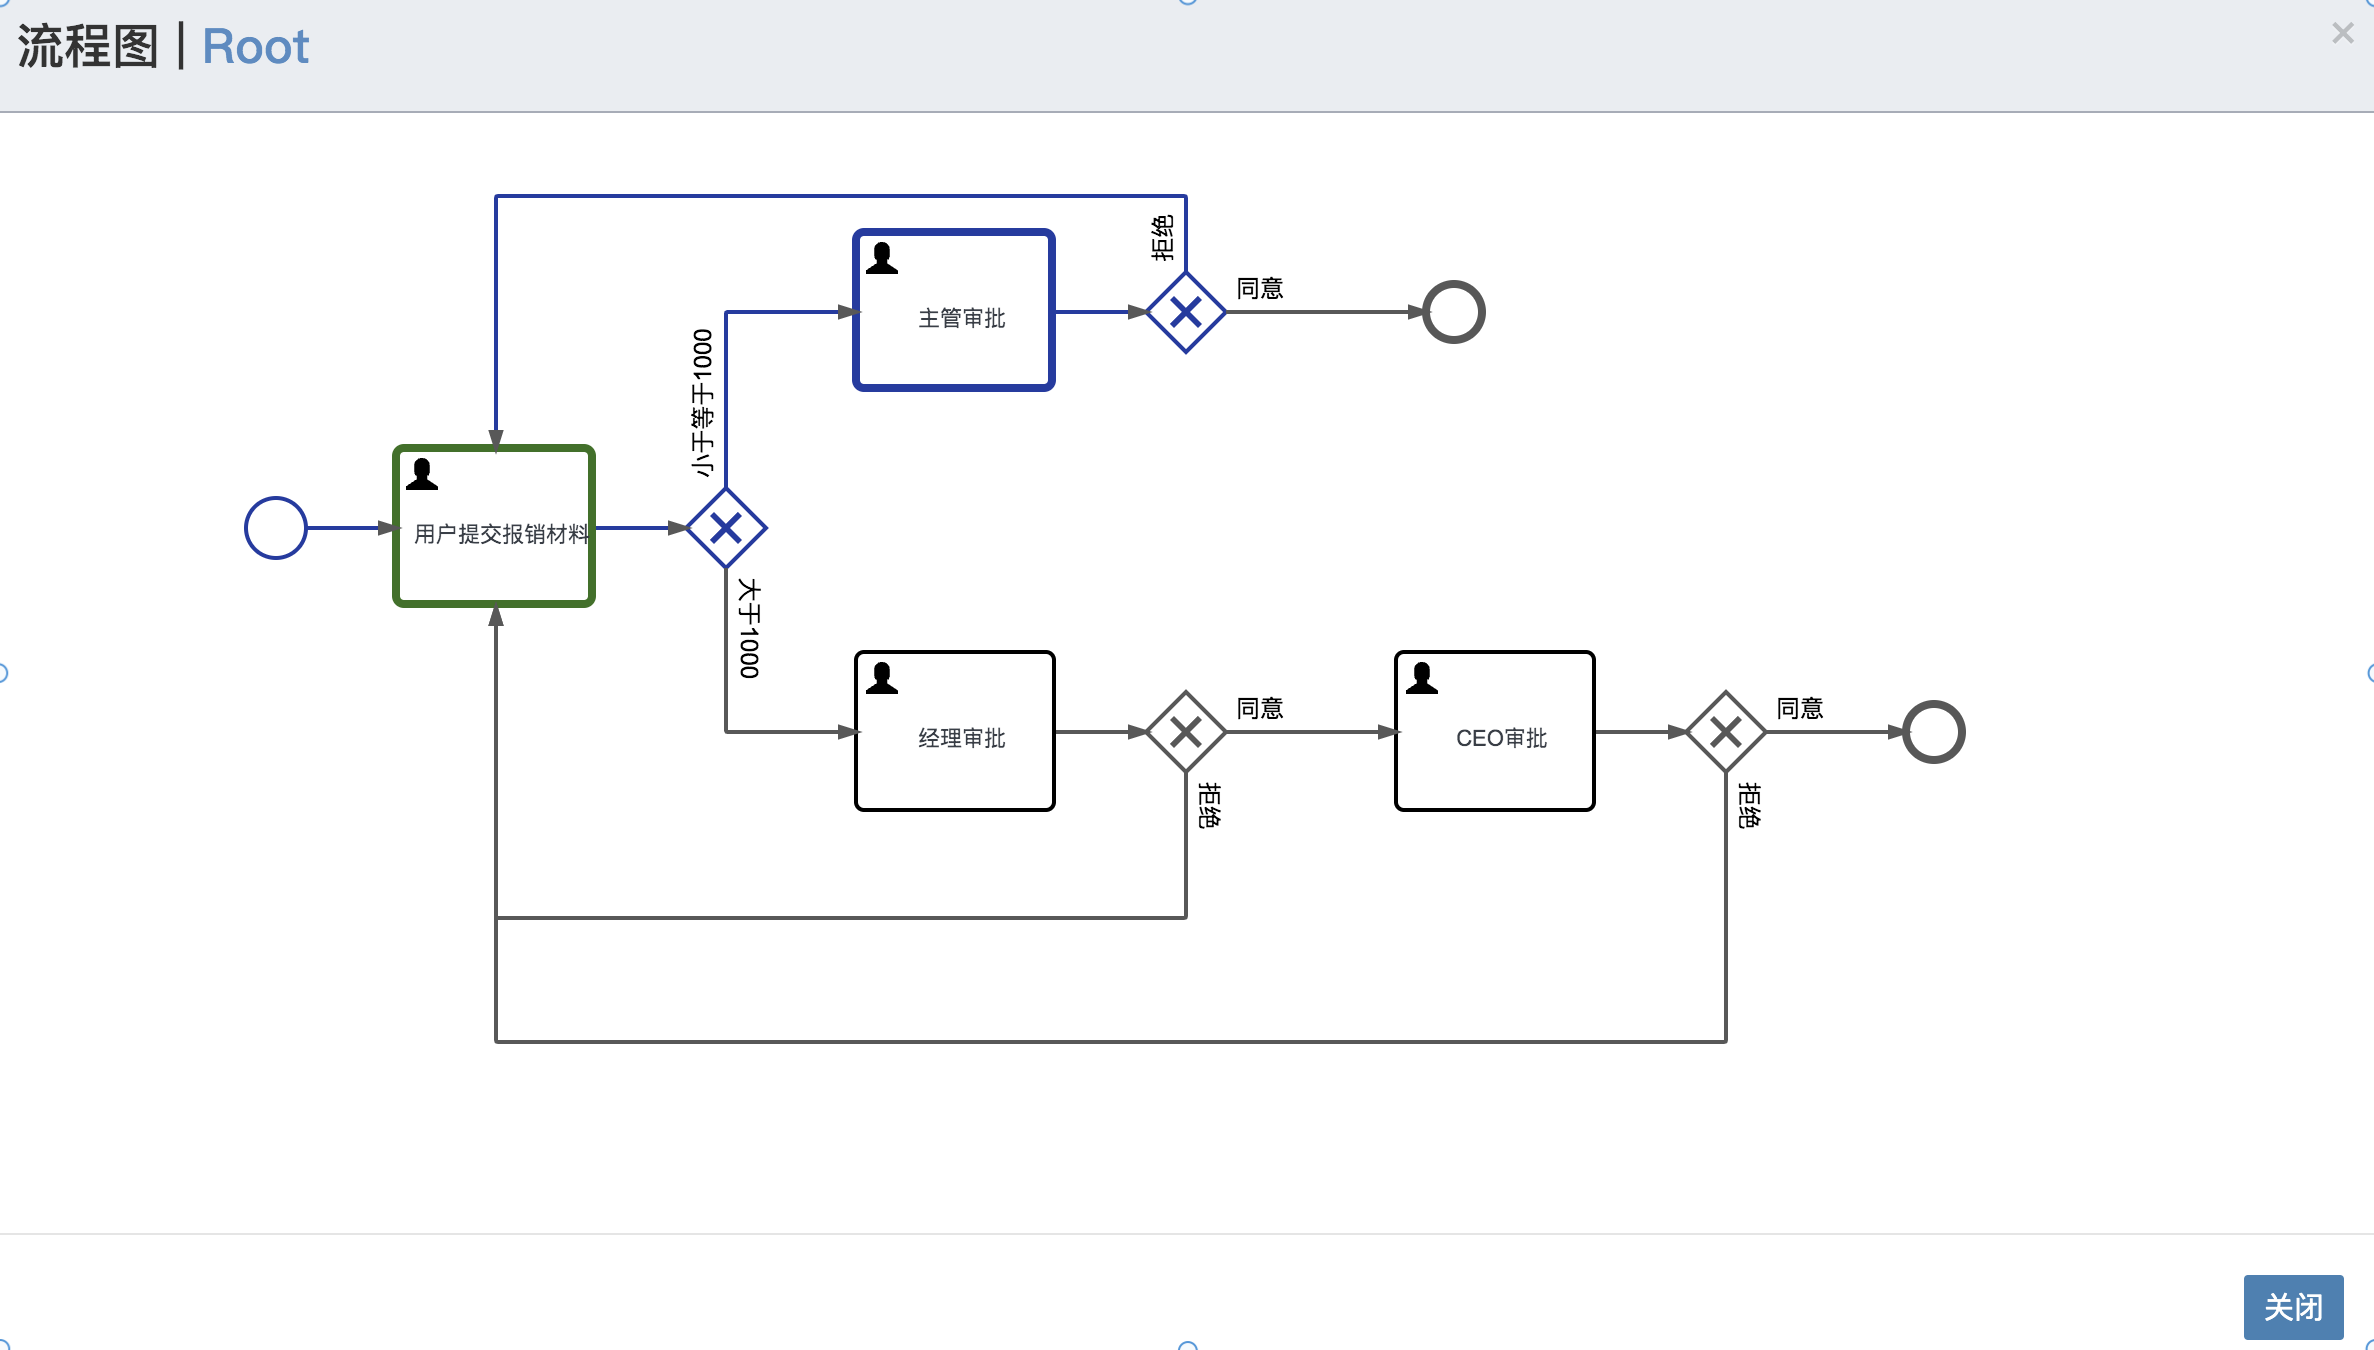 流程图 | Root
×
拒绝
同意
主管审批
小于等于1000
用户提交报销材料
大于1000
经理审批
同意
CEO审批
同意
拒绝
拒绝
关闭